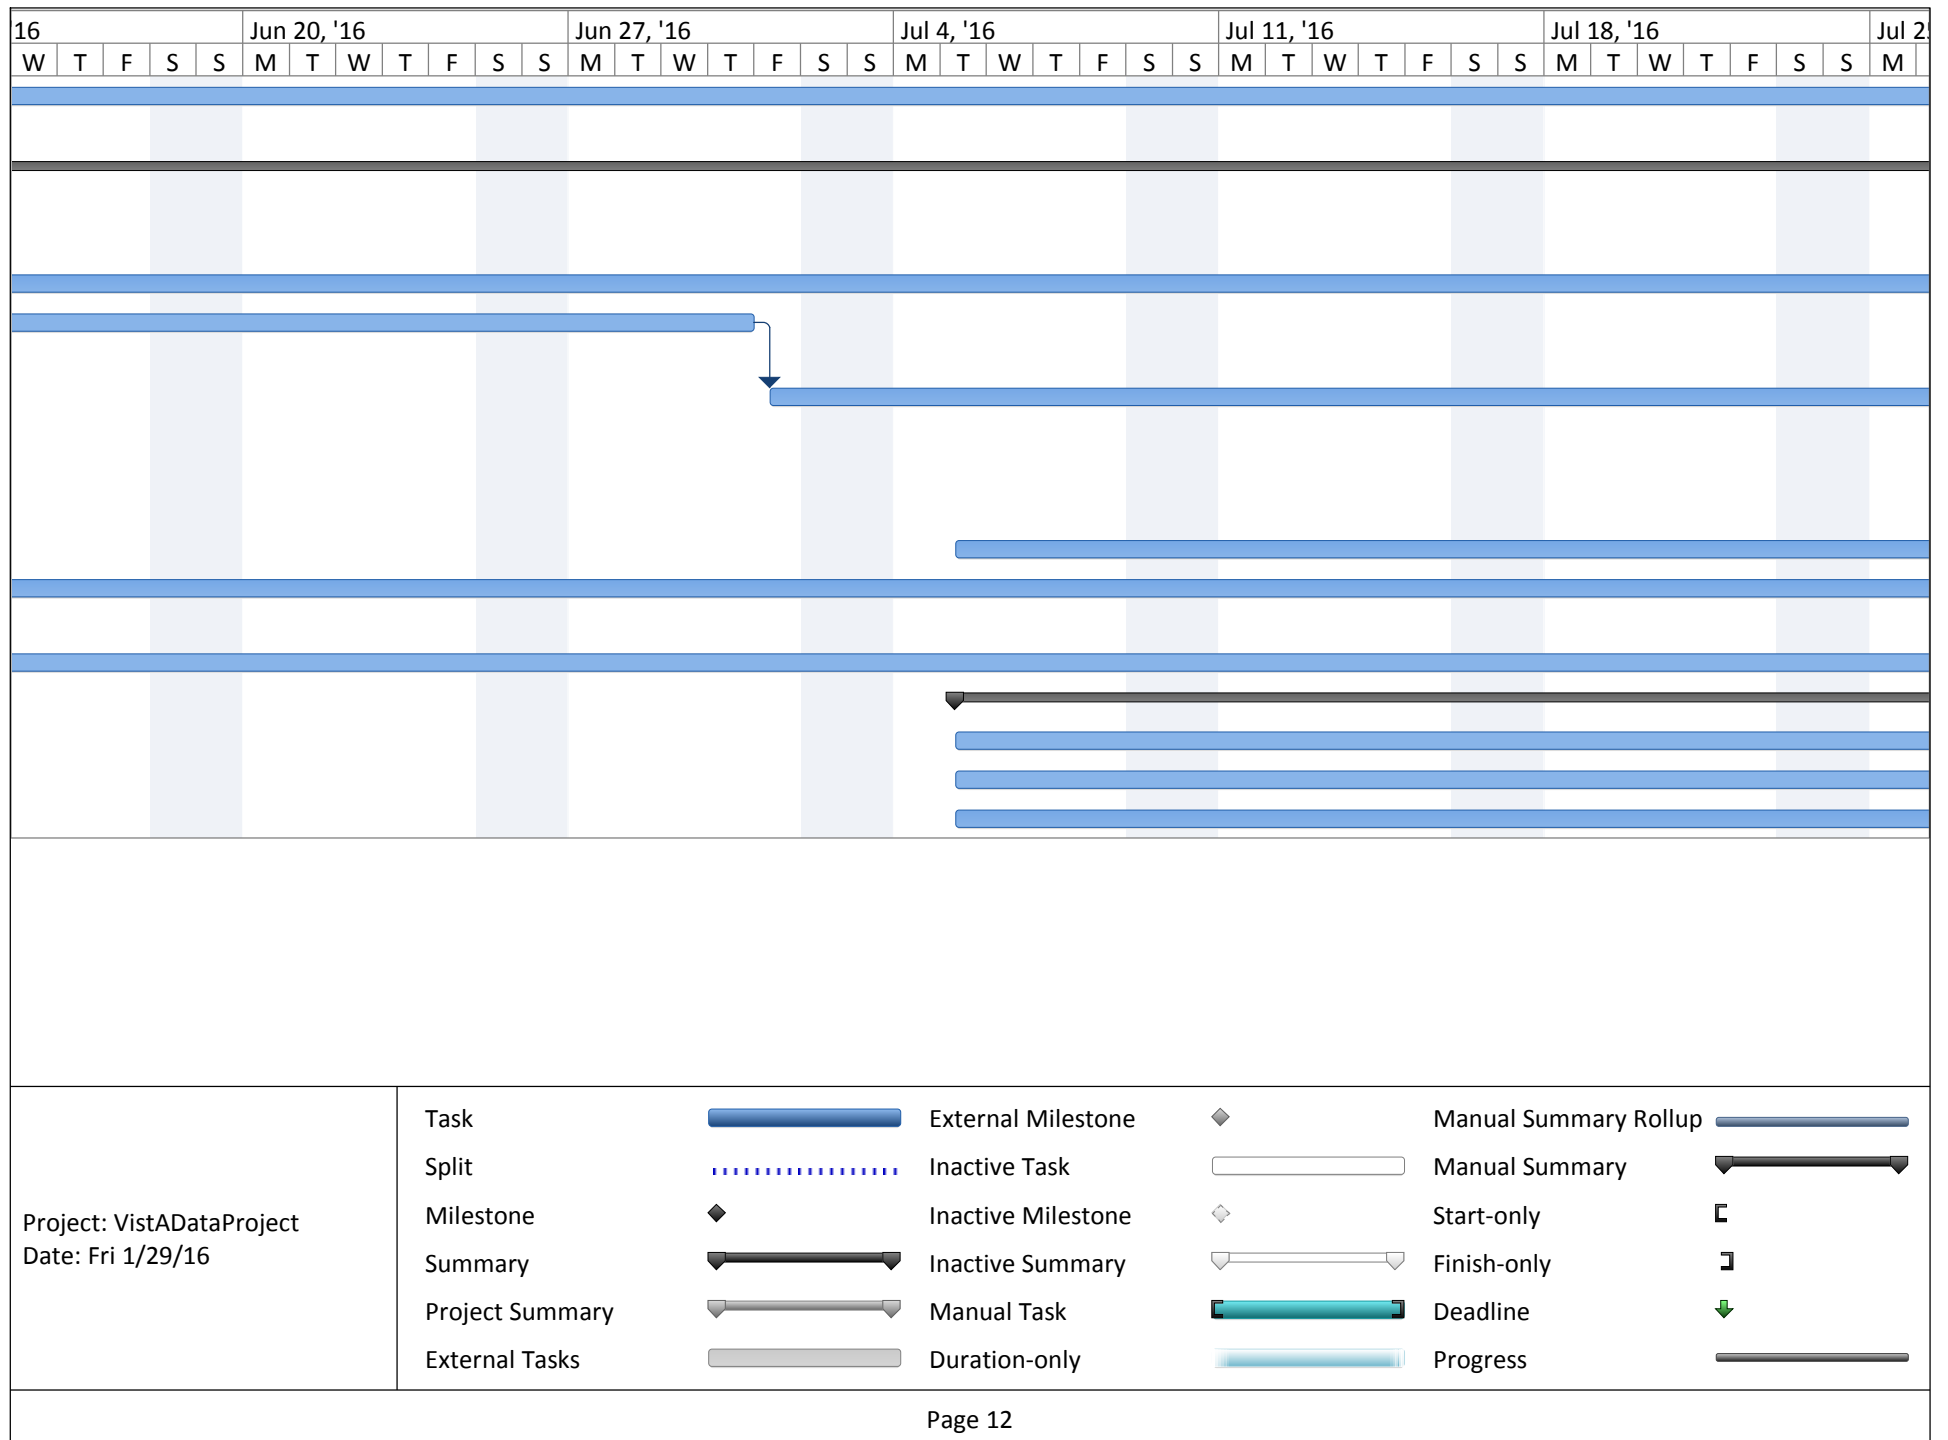 '16 Jun 20, '16 Jun 27, '16 Jul 4, '16 Jul 11, '16 Jul 18, '16 Jul 2
W T F S S M T W T F S S M T W T F S S M T W T F S S M T W T F S S M T W T F S S M
Task External Milestone Manual Summary Rollup
Split Inactive Task Manual Summary
Milestone Inactive Milestone Start-only
Project: VistADataProject
Date: Fri 1/29/16
Summary Inactive Summary Finish-only
Project Summary Manual Task Deadline
External Tasks Duration-only Progress
Page 12